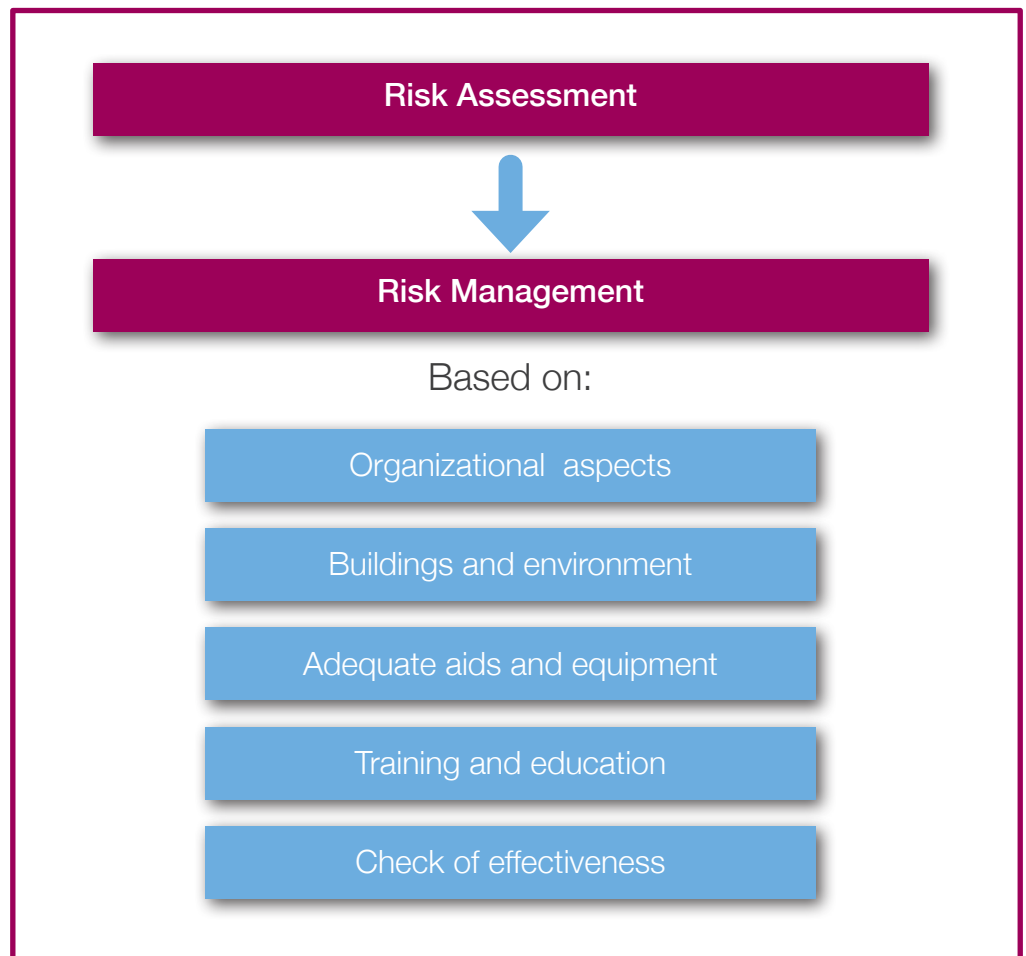 Risk Assessment
Risk Management
Based on:
Organizational  aspects
Buildings and environment
Adequate aids and equipment
Training and education
Check of effectiveness